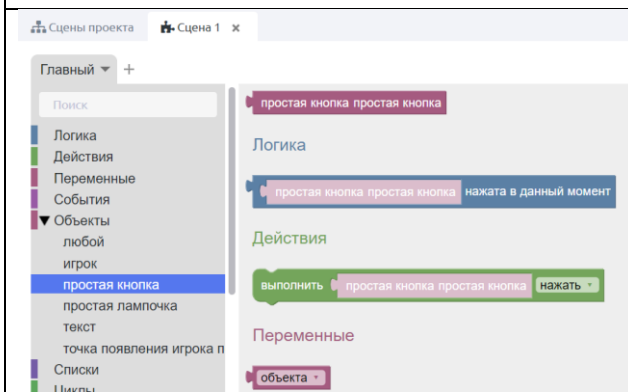 Сцены проекта Сцена 1 ×
Главный +
Поиск
Логика
Действия
Переменные
События
Объекты
любой
игрок
простая кнопка
простая лампочка
текст
точка появления игрока п
Списки
Циклы
простая кнопка простая кнопка
Логика
простая кнопка простая кнопка нажата в данный момент
Действия
выполнить простая кнопка простая кнопка нажать
Переменные
объекта